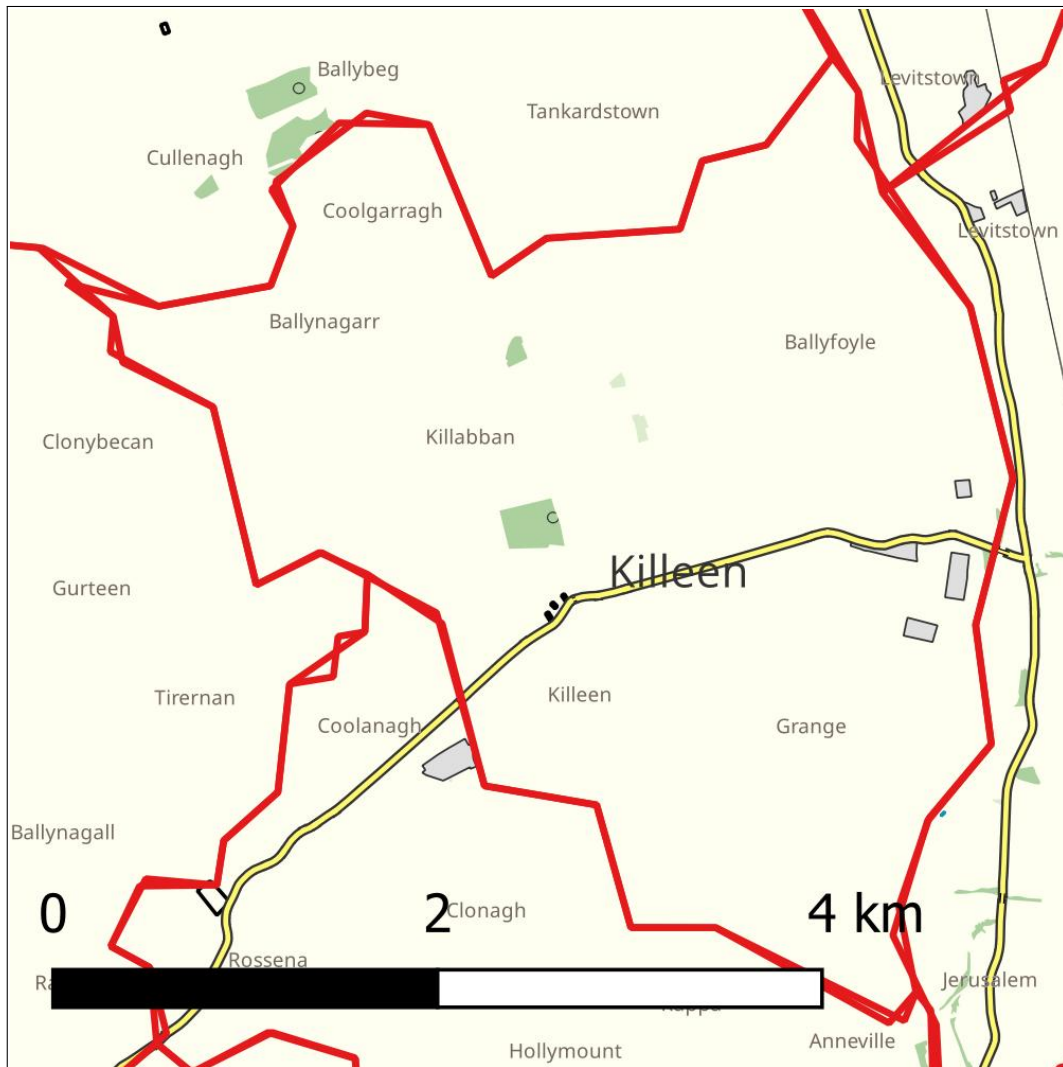 Ballybeg
Levitstown
Tankardstown
Cullenagh
Coolgarragh
Levitstown
Ballynagarr
Ballyfoyle
Killabban
Clonybecan
Killeen
Gurteen
Killeen
Tirernan
Coolanagh
Grange
Ballynagall
0 2 4 km
Clonagh
Rossena
Jerusalem
Anneville
Hollymount